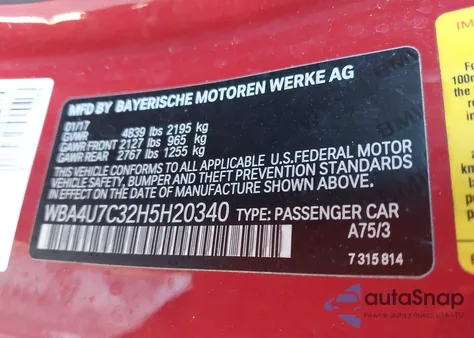 MFD BY BAYERISCHE MOTOREN WERKE AG
01/17
GVWR 4839 lbs 2195 kg
GAWR FRONT 2127 lbs 965 kg
GAWR REAR 2767 lbs 1255 kg
THIS VEHICLE CONFORMS TO ALL APPLICABLE U.S.FEDERAL MOTOR
VEHICLE SAFETY, BUMPER AND THEFT PREVENTION STANDARDS
IN EFFECT ON THE DATE OF MANUFACTURE SHOWN ABOVE.
WBA4U7C32H5H20340 TYPE: PASSENGER CAR
A75/3
7 315 814
autoSnap